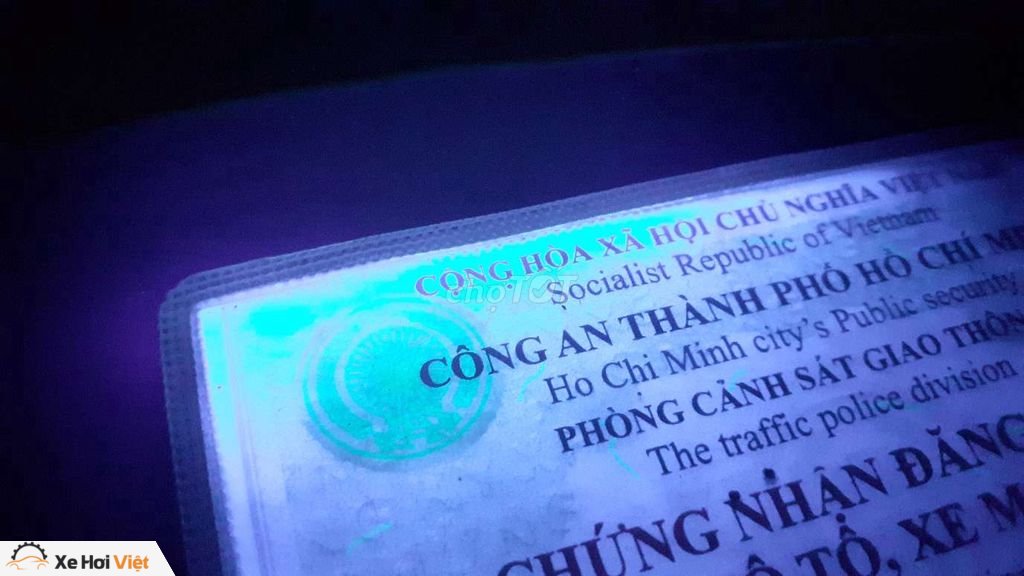 CỘNG HÒA XÃ HỘI CHỦ NGHĨA VIỆT
Socialist Republic of Vietnam
CÔNG AN THÀNH PHỐ HỒ CHÍ
Ho Chi Minh city's Public security
PHÒNG CẢNH SÁT GIAO THÔNG
The traffic police division
CHỨNG NHẬN ĐĂNG
TÔ, XE
chợTỐT
Xe Hơi Việt